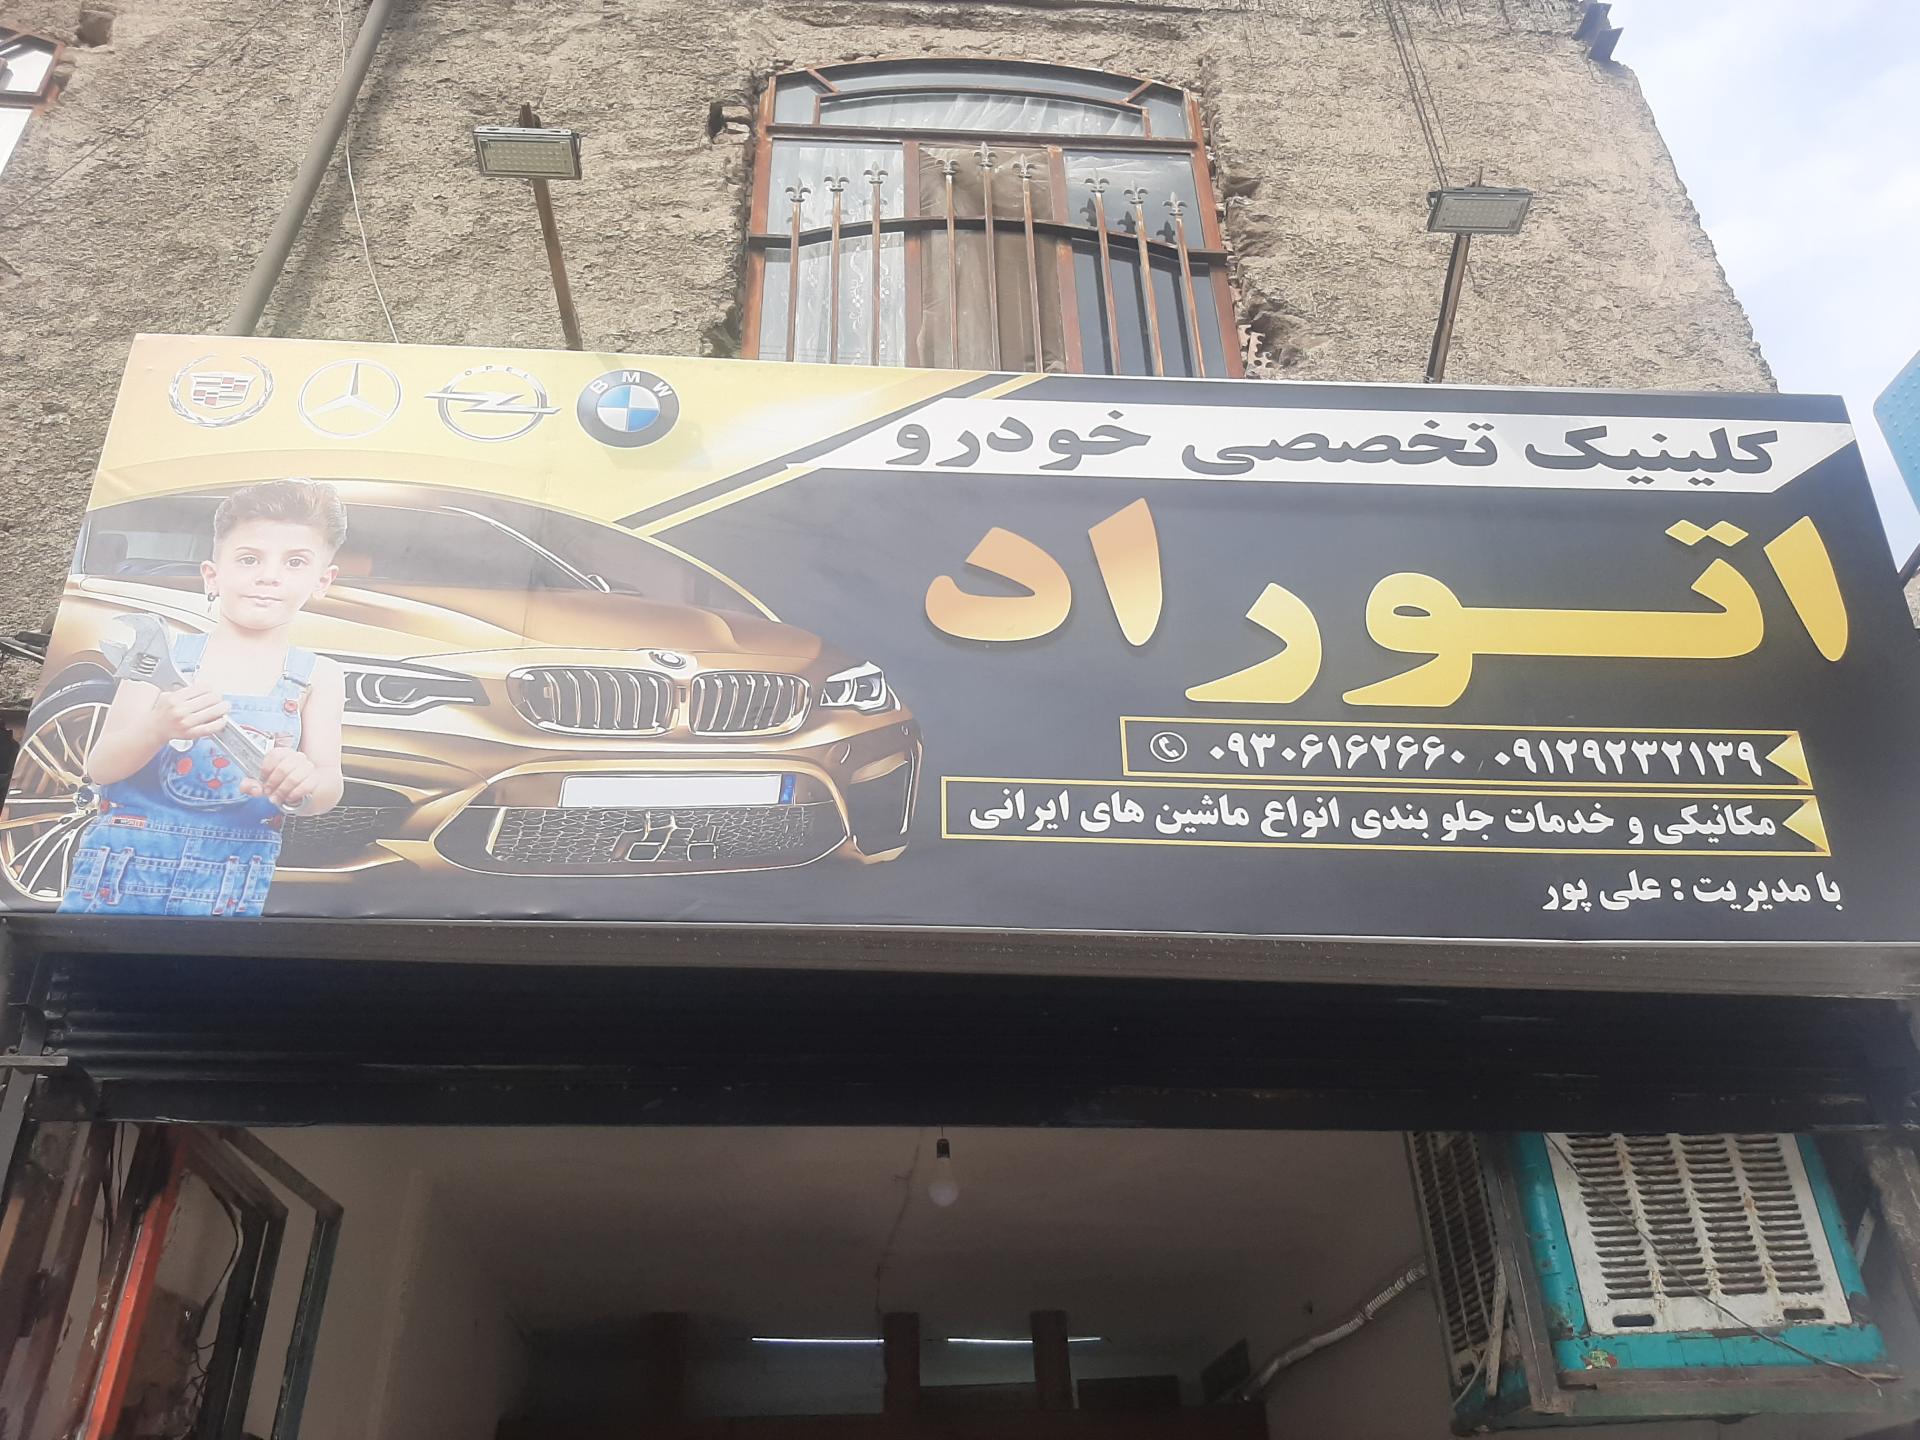 OPEL
BMW
کلینیک تخصصی خودرو
اتوراد
۰۹۳۰۶۱۶۲۶۶۰ ۰۹۱۲۹۲۳۲۱۳۹
مکانیکی و خدمات جلو بندی انواع ماشین های ایرانی
با مدیریت : علی پور